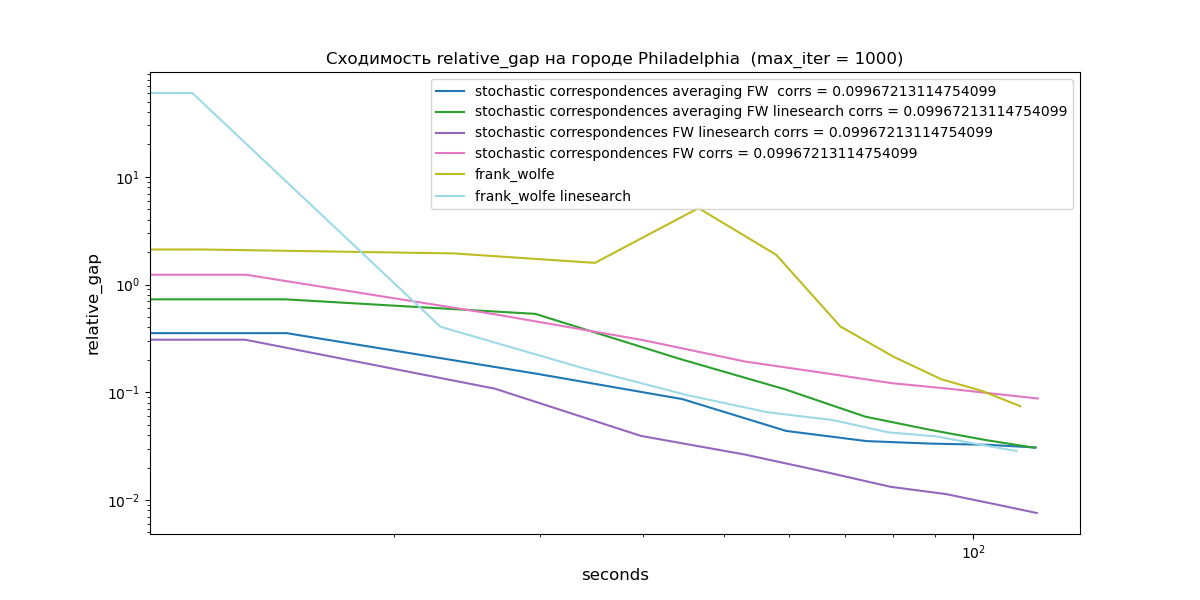 Сходимость relative_gap на городе Philadelphia  (max_iter = 1000)
stochastic correspondences averaging FW  corrs = 0.09967213114754099
stochastic correspondences averaging FW linesearch corrs = 0.09967213114754099
stochastic correspondences FW linesearch corrs = 0.09967213114754099
stochastic correspondences FW corrs = 0.09967213114754099
frank_wolfe
frank_wolfe linesearch
relative_gap
10¹
10⁰
10⁻¹
10⁻²
10²
seconds